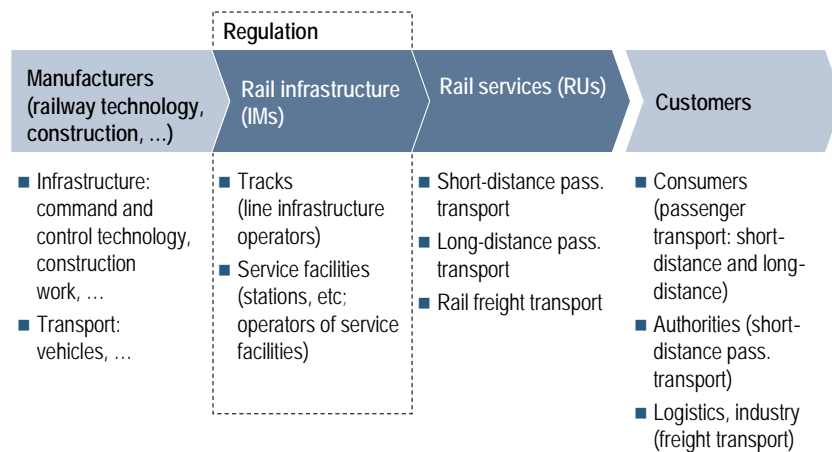 Regulation
Manufacturers
(railway technology,
construction, …)
Rail infrastructure
(IMs)
Rail services (RUs)
Customers
■ Infrastructure:
command and
control technology,
construction
work, …
■ Transport:
vehicles, …
■ Tracks
(line infrastructure
operators)
■ Service facilities
(stations, etc;
operators of service
facilities)
■ Short-distance pass.
transport
■ Long-distance pass.
transport
■ Rail freight transport
■ Consumers
(passenger
transport: short-
distance and long-
distance)
■ Authorities (short-
distance pass.
transport)
■ Logistics, industry
(freight transport)